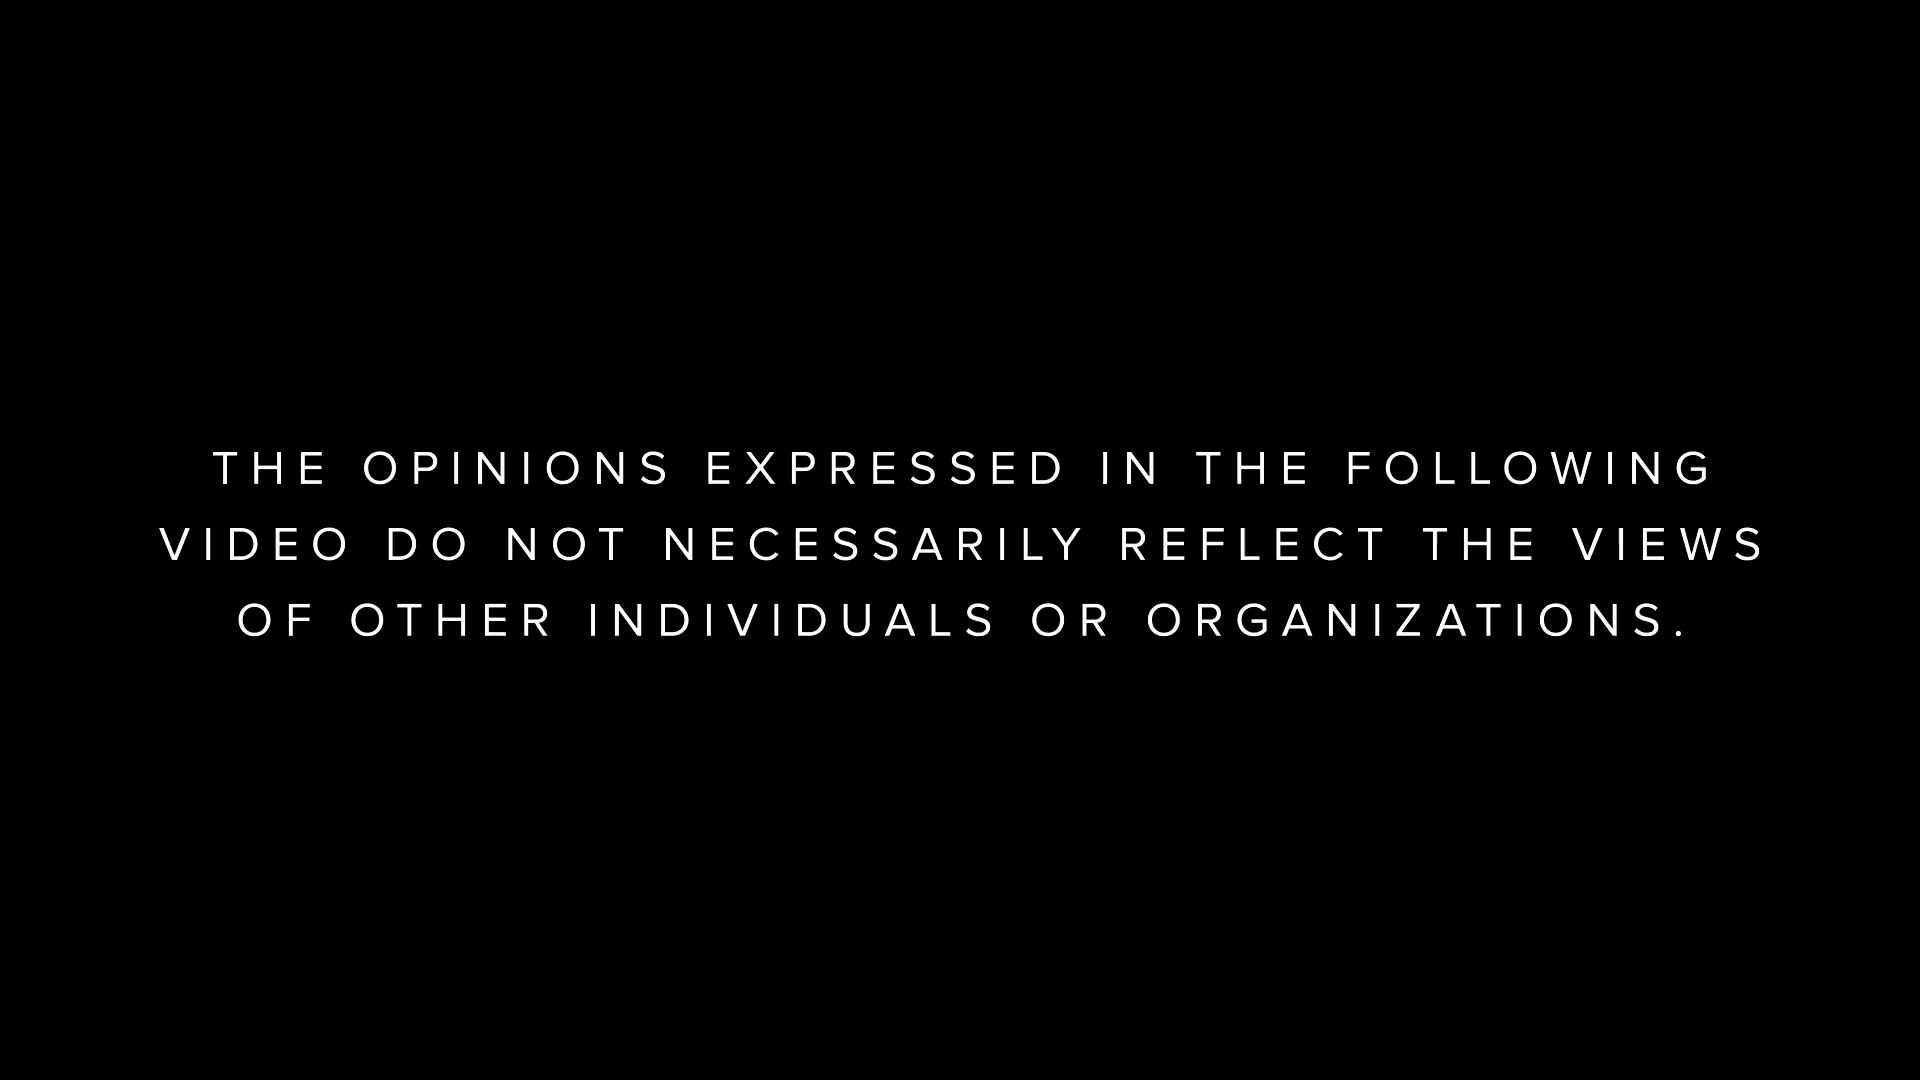 THE OPINIONS EXPRESSED IN THE FOLLOWING
VIDEO DO NOT NECESSARILY REFLECT THE VIEWS
OF OTHER INDIVIDUALS OR ORGANIZATIONS.